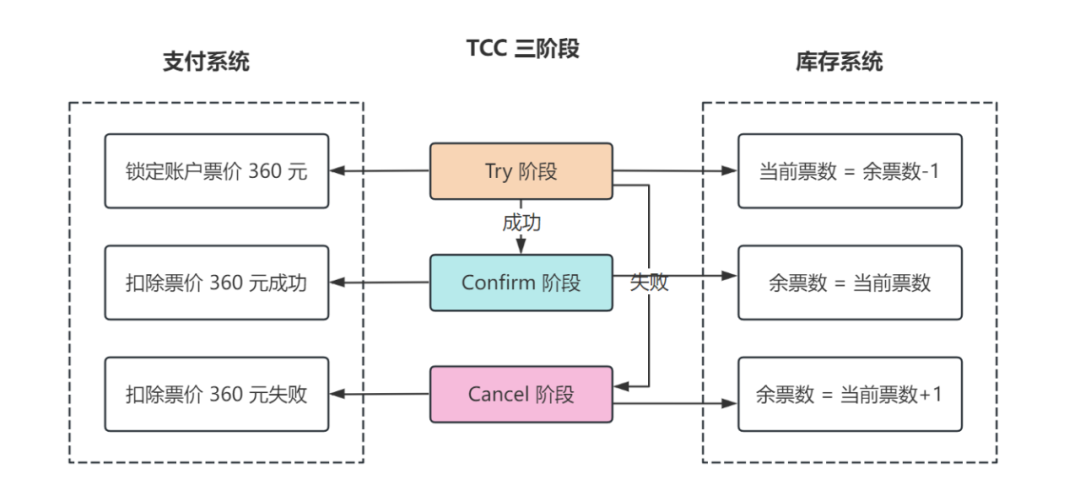 TCC 三阶段
支付系统
库存系统
锁定账户票价 360 元
Try 阶段
当前票数 = 余票数-1
成功
扣除票价 360 元成功
Confirm 阶段
失败
余票数 = 当前票数
扣除票价 360 元失败
Cancel 阶段
余票数 = 当前票数+1